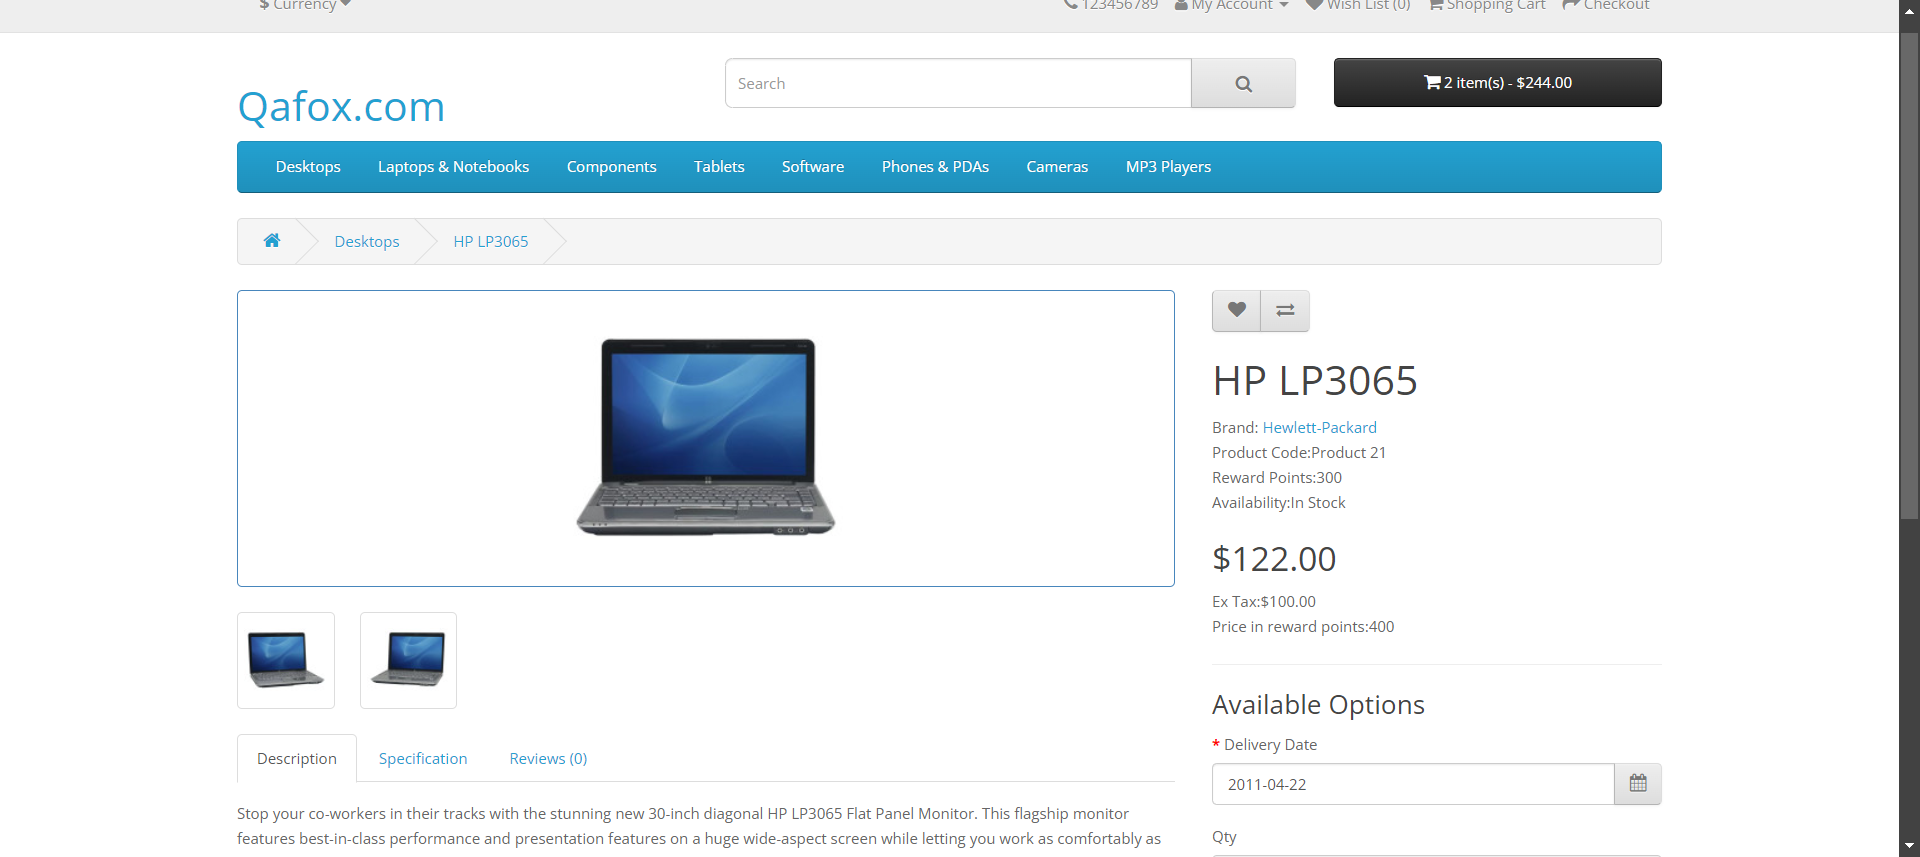 $ Currency
123456789 My Account Wish List (0) Shopping Cart Checkout
Qafox.com
Search
2 item(s) - $244.00
Desktops Laptops & Notebooks Components Tablets Software Phones & PDAs Cameras MP3 Players
Desktops HP LP3065
HP LP3065
Brand: Hewlett-Packard
Product Code:Product 21
Reward Points:300
Availability:In Stock
$122.00
Ex Tax:$100.00
Price in reward points:400
Available Options
* Delivery Date
2011-04-22
Qty
Description Specification Reviews (0)
Stop your co-workers in their tracks with the stunning new 30-inch diagonal HP LP3065 Flat Panel Monitor. This flagship monitor
features best-in-class performance and presentation features on a huge wide-aspect screen while letting you work as comfortably as